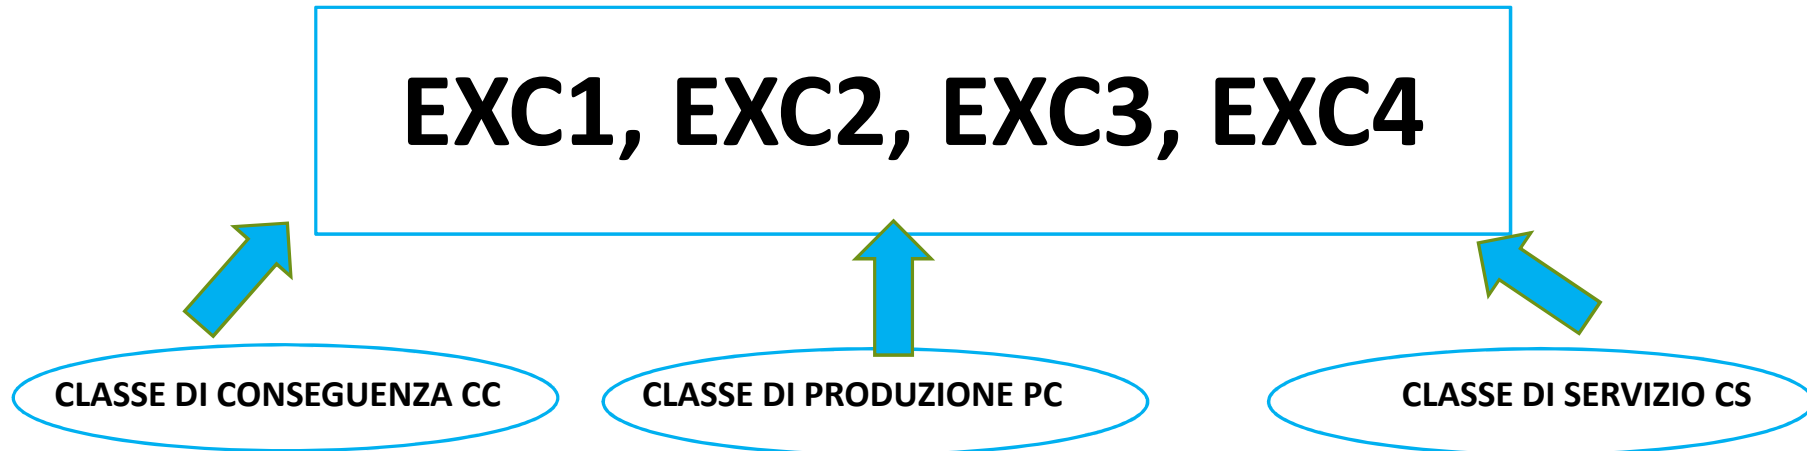 EXC1, EXC2, EXC3, EXC4
CLASSE DI CONSEGUENZA CC
CLASSE DI PRODUZIONE PC
CLASSE DI SERVIZIO CS